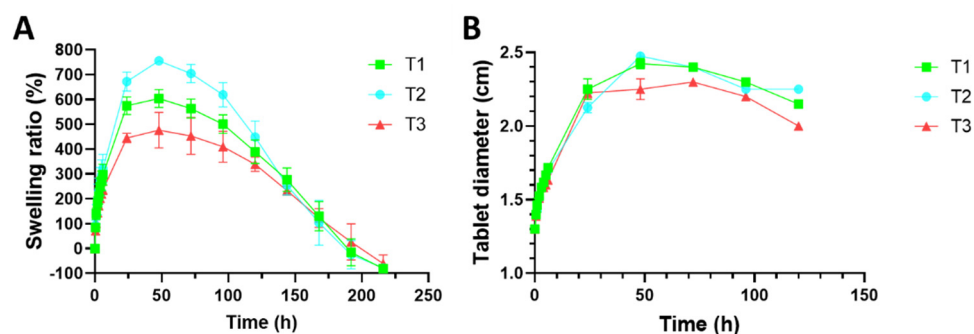 A
Swelling ratio (%)
800
700
600
500
400
300
200
100
0
-100
0 50 100 150 200 250
Time (h)
T1
T2
T3
B
Tablet diameter (cm)
2.5
2.0
1.5
1.0
0 50 100 150
Time (h)
T1
T2
T3